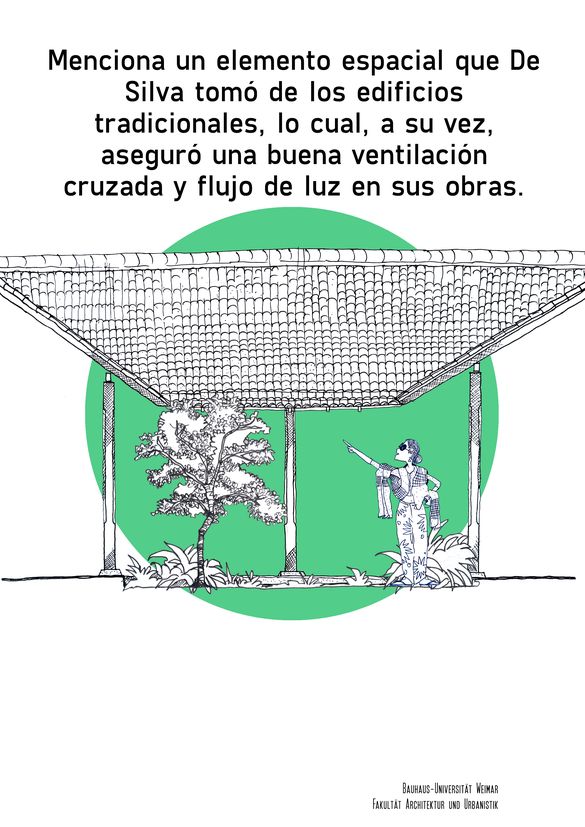 Menciona un elemento espacial que De
Silva tomó de los edificios
tradicionales, lo cual, a su vez,
aseguró una buena ventilación
cruzada y flujo de luz en sus obras.
Bauhaus-Universität Weimar
Fakultät Architektur und Urbanistik